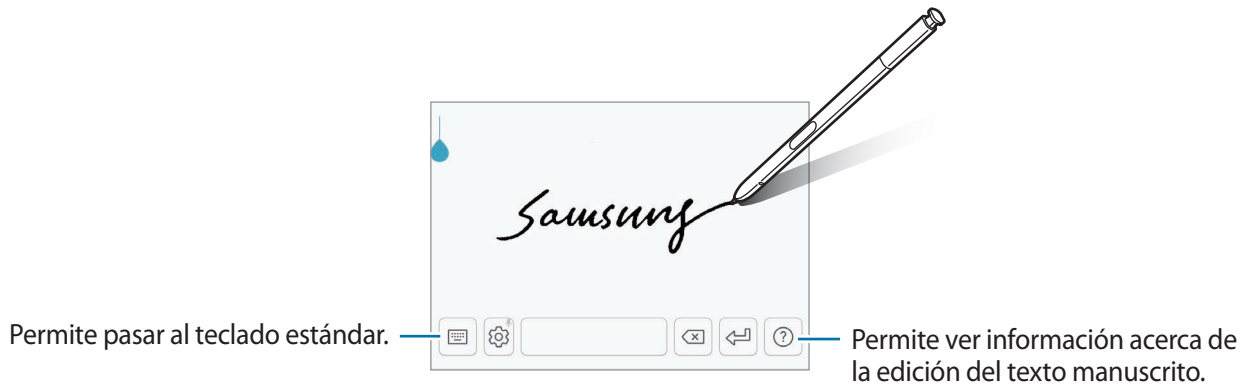 Samsung
Permite pasar al teclado estándar.
Permite ver información acerca de
la edición del texto manuscrito.